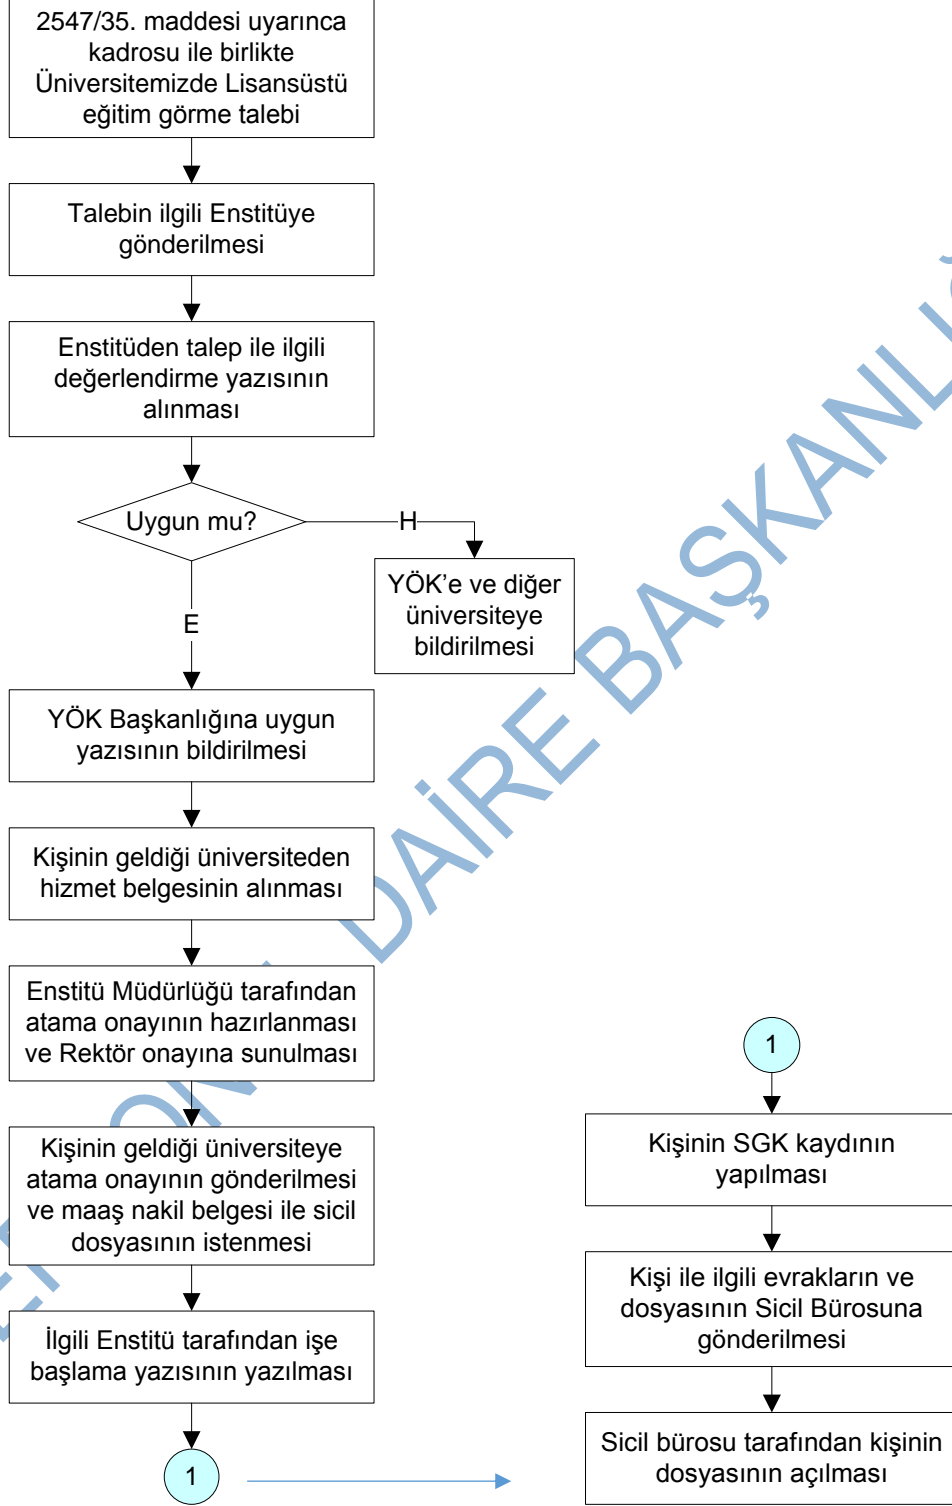 2547/35. maddesi uyarınca
kadrosu ile birlikte
Üniversitemizde Lisansüstü
eğitim görme talebi
Talebin ilgili Enstitüye
gönderilmesi
Enstitüden talep ile ilgili
değerlendirme yazısının
alınması
Uygun mu?
H
YÖK’e ve diğer
üniversiteye
bildirilmesi
E
YÖK Başkanlığına uygun
yazısının bildirilmesi
Kişinin geldiği üniversiteden
hizmet belgesinin alınması
Enstitü Müdürlüğü tarafından
atama onayının hazırlanması
ve Rektör onayına sunulması
Kişinin geldiği üniversiteye
atama onayının gönderilmesi
ve maaş nakil belgesi ile sicil
dosyasının istenmesi
İlgili Enstitü tarafından işe
başlama yazısının yazılması
1
1
Kişinin SGK kaydının
yapılması
Kişi ile ilgili evrakların ve
dosyasının Sicil Bürosuna
gönderilmesi
Sicil bürosu tarafından kişinin
dosyasının açılması
DAİRE